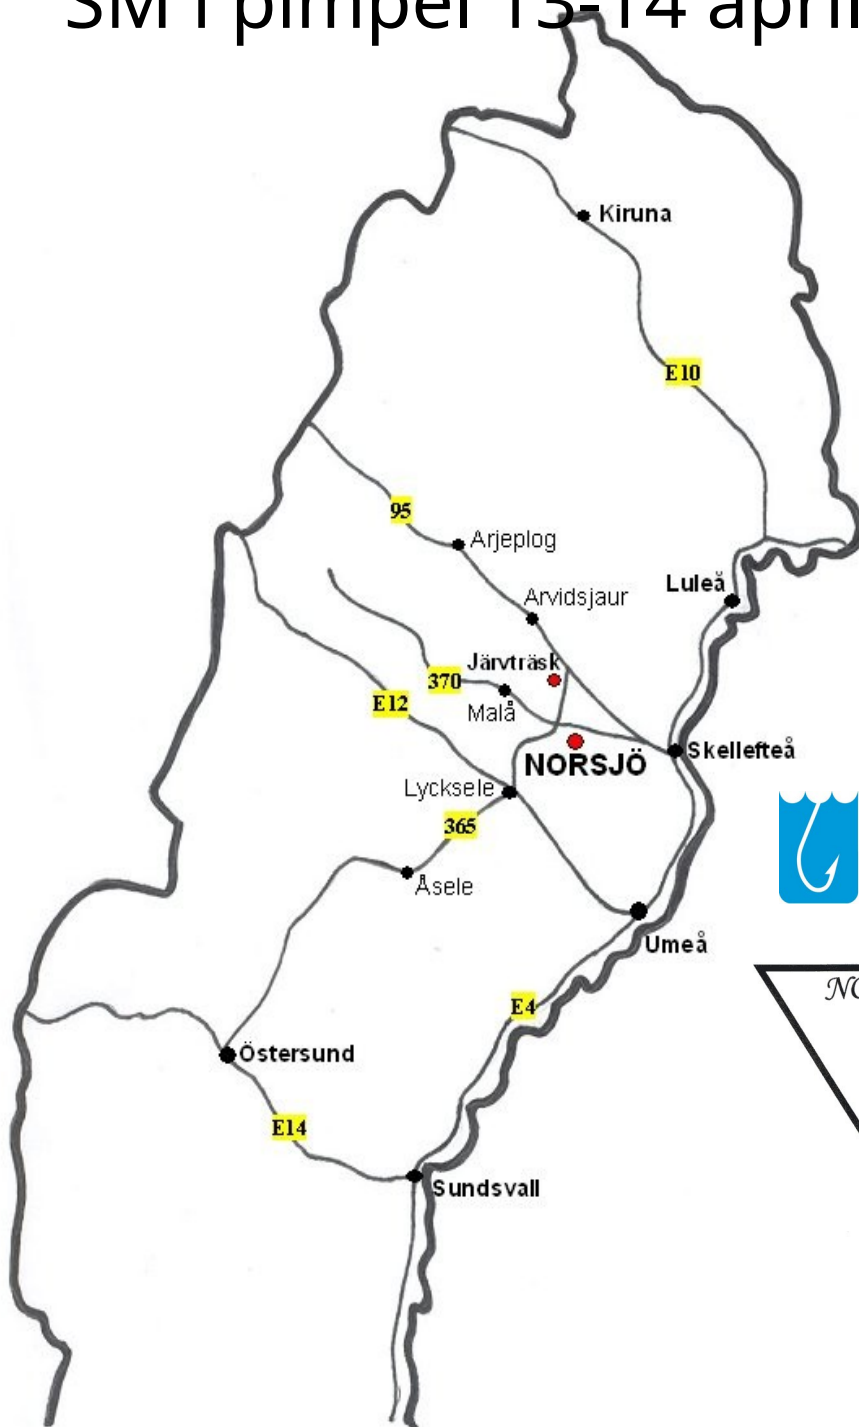 SM i pimpel 13-14 april
Kiruna
E10
95
Arjeplog
Luleå
Arvidsjaur
Järvträsk
370
E12
Malå
NORSJÖ
Skellefteå
Lycksele
365
Åsele
Umeå
E4
Östersund
E14
Sundsvall